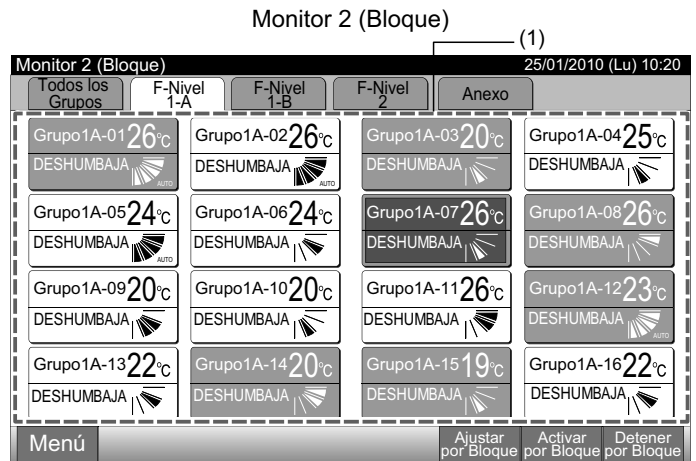 Monitor 2 (Bloque)
(1)
Monitor 2 (Bloque) 25/01/2010 (Lu) 10:20
Todos los Grupos
F-Nivel 1-A
F-Nivel 1-B
F-Nivel 2
Anexo
Grupo1A-01 26°C
DESHUMBAJA
AUTO
Grupo1A-02 26°C
DESHUMBAJA
AUTO
Grupo1A-03 20°C
DESHUMBAJA
Grupo1A-04 25°C
DESHUMBAJA
Grupo1A-05 24°C
DESHUMBAJA
AUTO
Grupo1A-06 24°C
DESHUMBAJA
Grupo1A-07 26°C
DESHUMBAJA
Grupo1A-08 26°C
DESHUMBAJA
Grupo1A-09 20°C
DESHUMBAJA
Grupo1A-10 20°C
DESHUMBAJA
Grupo1A-11 26°C
DESHUMBAJA
Grupo1A-12 23°C
DESHUMBAJA
AUTO
Grupo1A-13 22°C
DESHUMBAJA
Grupo1A-14 20°C
DESHUMBAJA
Grupo1A-15 19°C
DESHUMBAJA
Grupo1A-16 22°C
DESHUMBAJA
Menú
Ajustar por Bloque
Activar por Bloque
Detener por Bloque